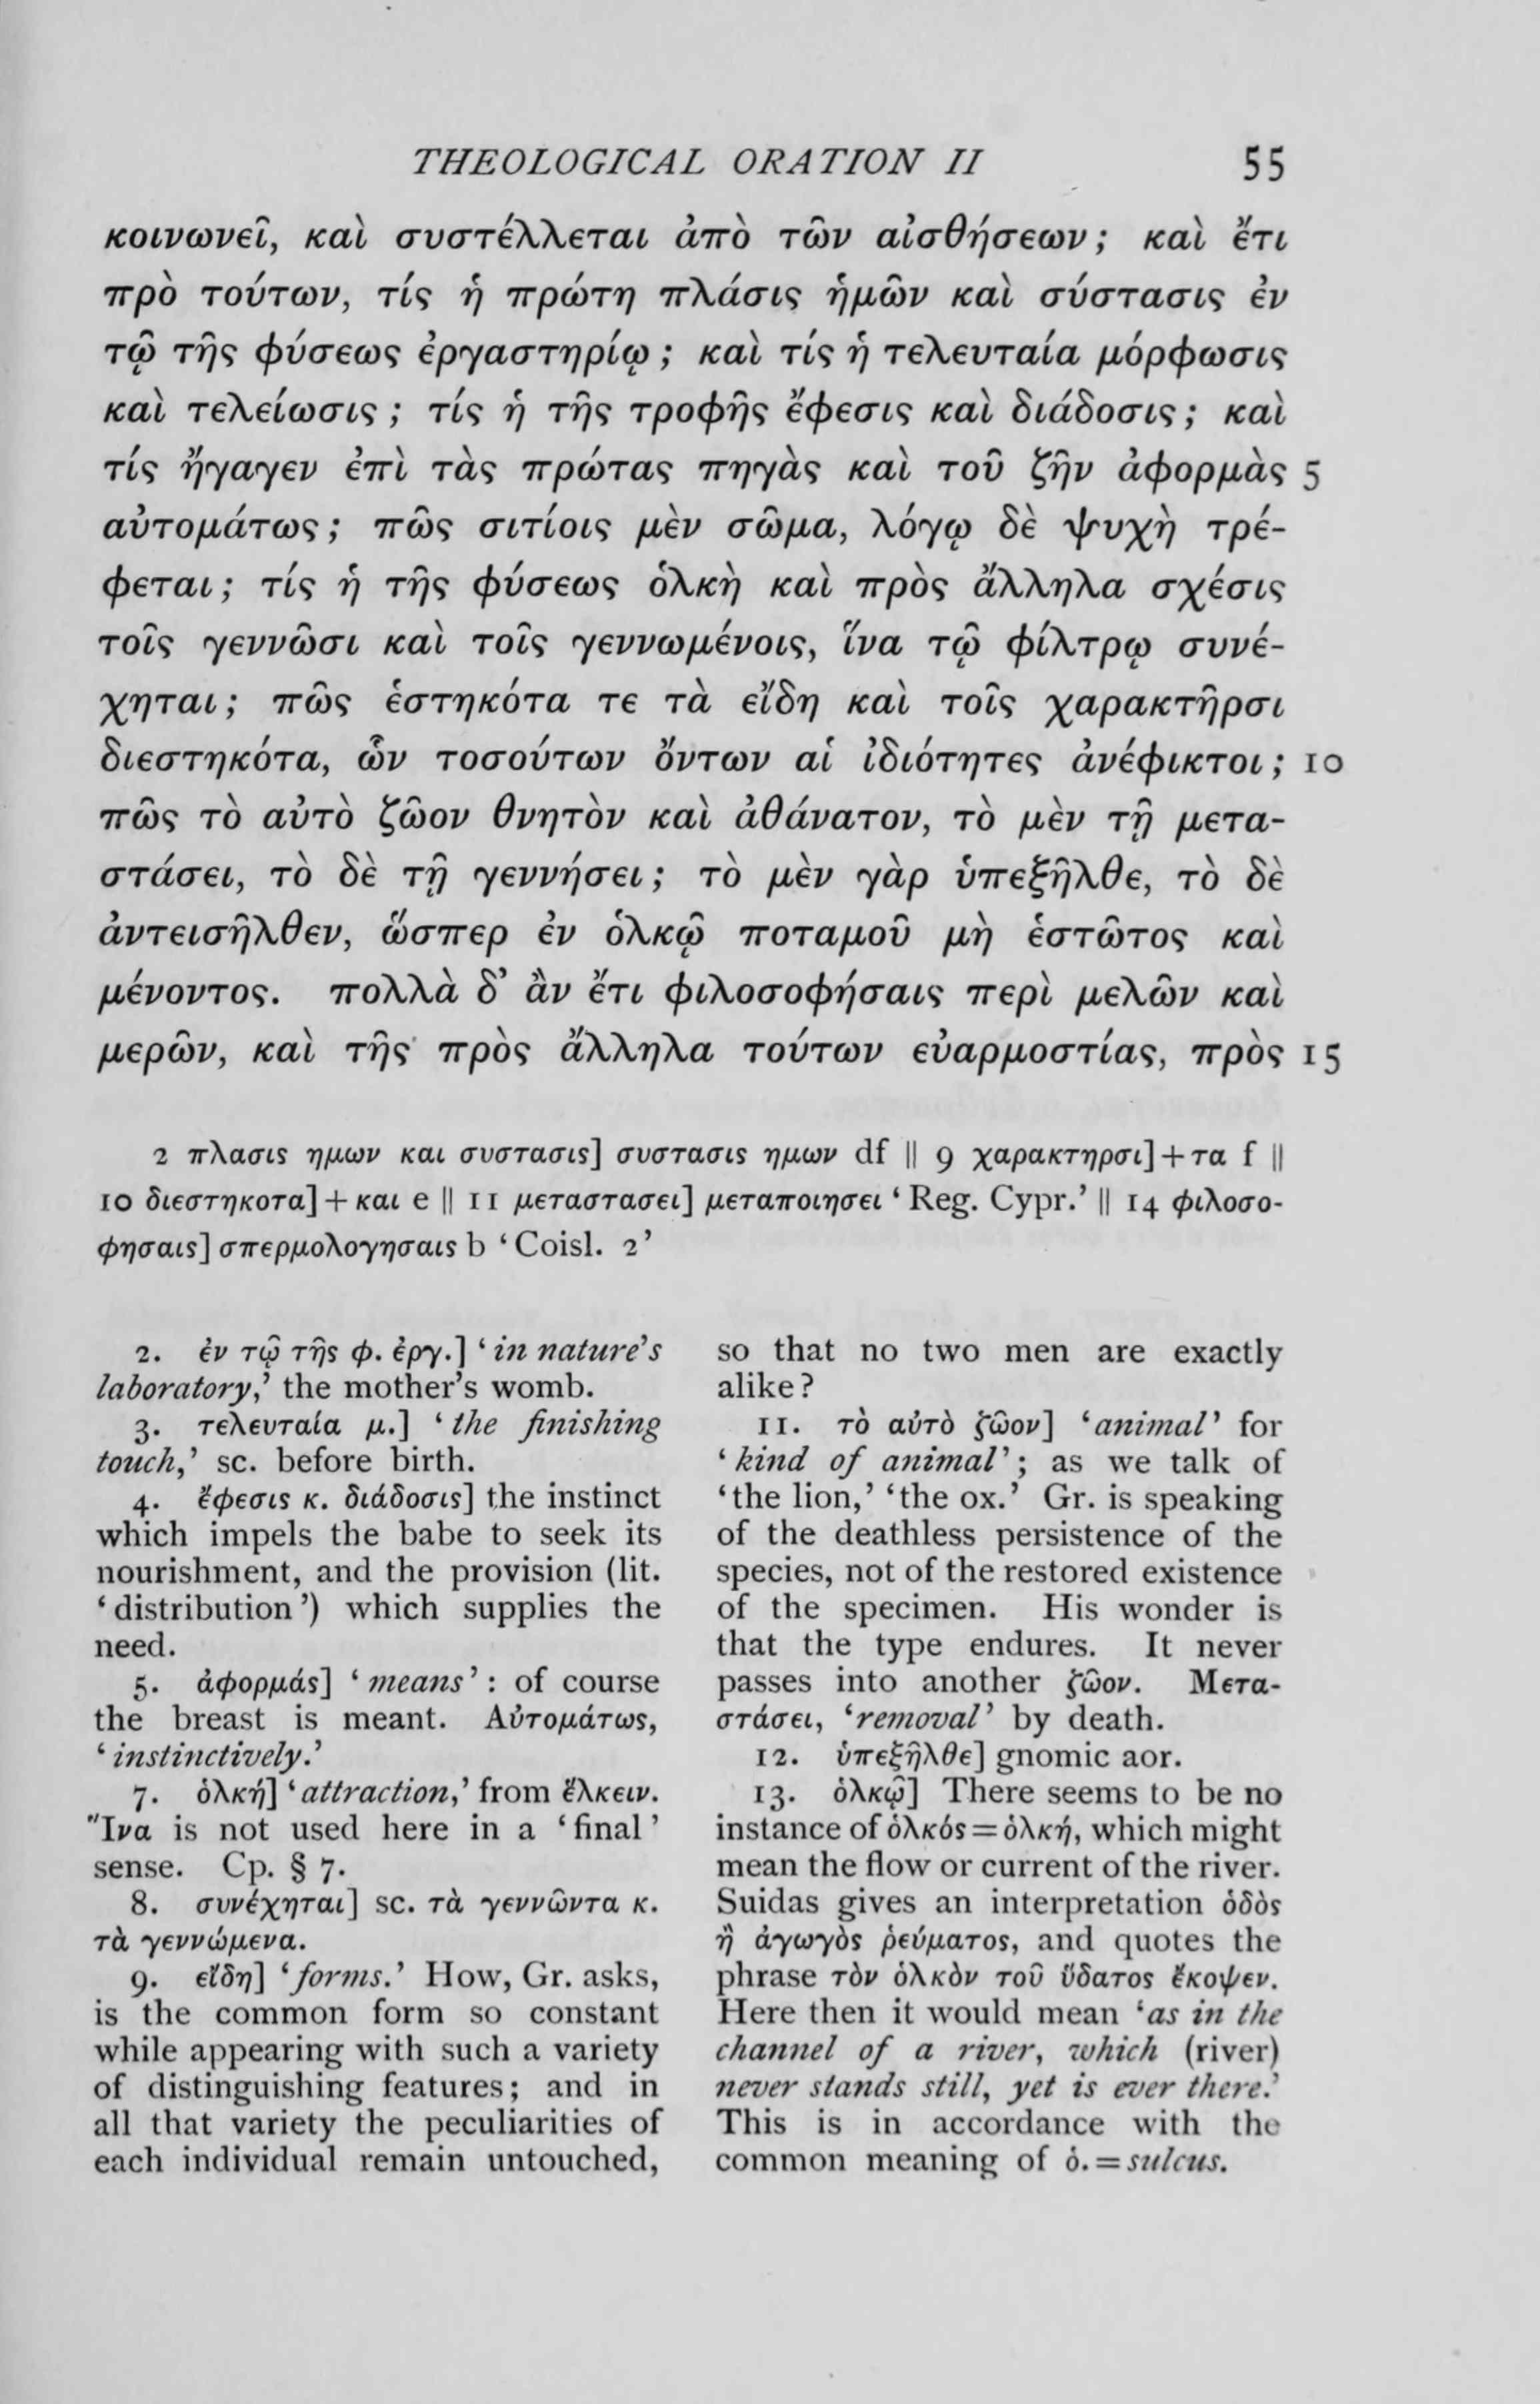 THEOLOGICAL ORATION II 55
κοινωνεῖ, καὶ συστέλλεται ἀπὸ τῶν αἰσθήσεων; καὶ ἔτι
πρὸ τούτων, τίς ἡ πρώτη πλάσις ἡμῶν καὶ σύστασις ἐν
τῷ τῆς φύσεως ἐργαστηρίῳ; καὶ τίς ἡ τελευταία μόρφωσις
καὶ τελείωσις; τίς ἡ τῆς τροφῆς ἔφεσις καὶ διάδοσις; καὶ
τίς ἤγαγεν ἐπὶ τὰς πρώτας πηγὰς καὶ τοῦ ζῆν ἀφορμὰς 5
αὐτομάτως; πῶς σιτίοις μὲν σῶμα, λόγῳ δὲ ψυχὴ τρέ-
φεται; τίς ἡ τῆς φύσεως ὁλκὴ καὶ πρὸς ἄλληλα σχέσις
τοῖς γεννῶσι καὶ τοῖς γεννωμένοις, ἵνα τῷ φίλτρῳ συνέ-
χηται; πῶς ἑστηκότα τε τὰ εἴδη καὶ τοῖς χαρακτῆρσι
διεστηκότα, ὧν τοσούτων ὄντων αἱ ἰδιότητες ἀνέφικτοι; 10
πῶς τὸ αὐτὸ ζῶον θνητὸν καὶ ἀθάνατον, τὸ μὲν τῇ μετα-
στάσει, τὸ δὲ τῇ γεννήσει; τὸ μὲν γὰρ ὑπεξῆλθε, τὸ δὲ
ἀντεισῆλθεν, ὥσπερ ἐν ὁλκῷ ποταμοῦ μὴ ἑστῶτος καὶ
μένοντος. πολλὰ δ’ ἂν ἔτι φιλοσοφήσαις περὶ μελῶν καὶ
μερῶν, καὶ τῆς πρὸς ἄλληλα τούτων εὐαρμοστίας, πρὸς 15
2 πλασις ημων και συστασις] συστασις ημων df || 9 χαρακτηρσι]+τα f ||
10 διεστηκοτα]+και e || 11 μεταστασει] μεταποιησει ‘Reg. Cypr.’ || 14 φιλοσο-
φησαις] σπερμολογησαις b ‘Coisl. 2’
2. ἐν τῷ τῆς φ. ἐργ.] ‘in nature’s
laboratory,’ the mother’s womb.
3. τελευταία μ.] ‘the finishing
touch,’ sc. before birth.
4. ἔφεσις κ. διάδοσις] the instinct
which impels the babe to seek its
nourishment, and the provision (lit.
‘distribution’) which supplies the
need.
5. ἀφορμάς] ‘means’: of course
the breast is meant. Αὐτομάτως,
‘instinctively.’
7. ὁλκή] ‘attraction,’ from ἕλκειν.
Ἵνα is not used here in a ‘final’
sense. Cp. § 7.
8. συνέχηται] sc. τὰ γεννῶντα κ.
τὰ γεννώμενα.
9. εἴδη] ‘forms.’ How, Gr. asks,
is the common form so constant
while appearing with such a variety
of distinguishing features; and in
all that variety the peculiarities of
each individual remain untouched,
so that no two men are exactly
alike?
11. τὸ αὐτὸ ζῶον] ‘animal’ for
‘kind of animal’; as we talk of
‘the lion,’ ‘the ox.’ Gr. is speaking
of the deathless persistence of the
species, not of the restored existence
of the specimen. His wonder is
that the type endures. It never
passes into another ζῶον. Μετα-
στάσει, ‘removal’ by death.
12. ὑπεξῆλθε] gnomic aor.
13. ὁλκῷ] There seems to be no
instance of ὁλκός=ὁλκή, which might
mean the flow or current of the river.
Suidas gives an interpretation ὁδὸς
ἢ ἀγωγὸς ῥεύματος, and quotes the
phrase τὸν ὁλκὸν τοῦ ὕδατος ἔκοψεν.
Here then it would mean ‘as in the
channel of a river, which (river)
never stands still, yet is ever there.’
This is in accordance with the
common meaning of ὁ.=sulcus.